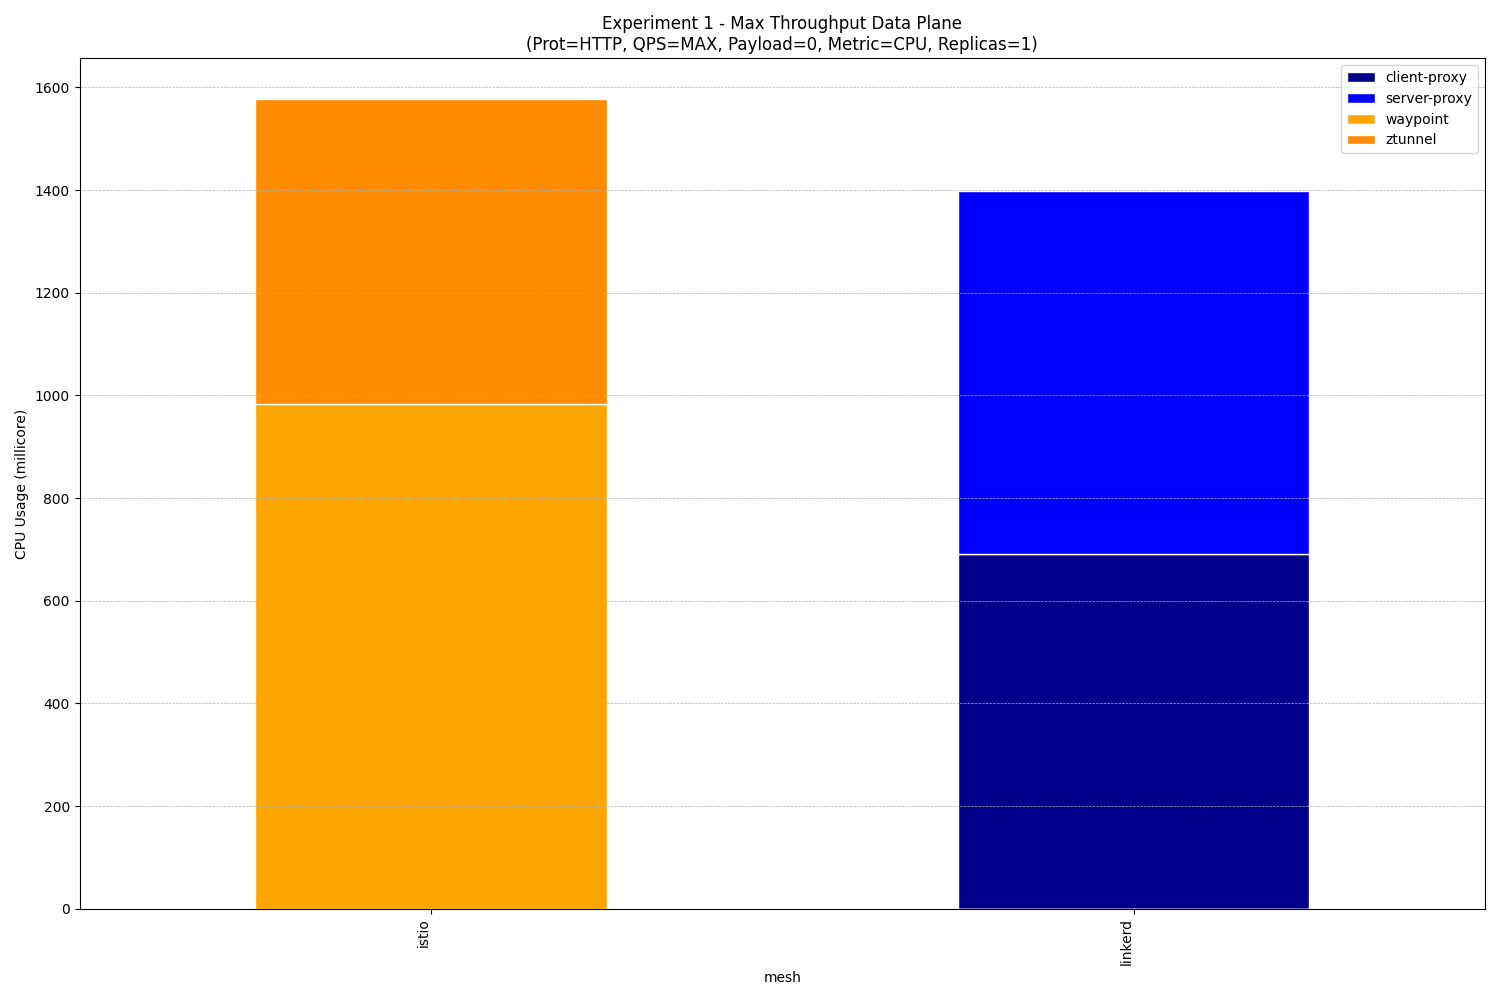 Experiment 1 - Max Throughput Data Plane
(Prot=HTTP, QPS=MAX, Payload=0, Metric=CPU, Replicas=1)
client-proxy
server-proxy
waypoint
ztunnel
1600
1400
1200
1000
800
600
400
200
0
CPU Usage (millicore)
istio
linkerd
mesh